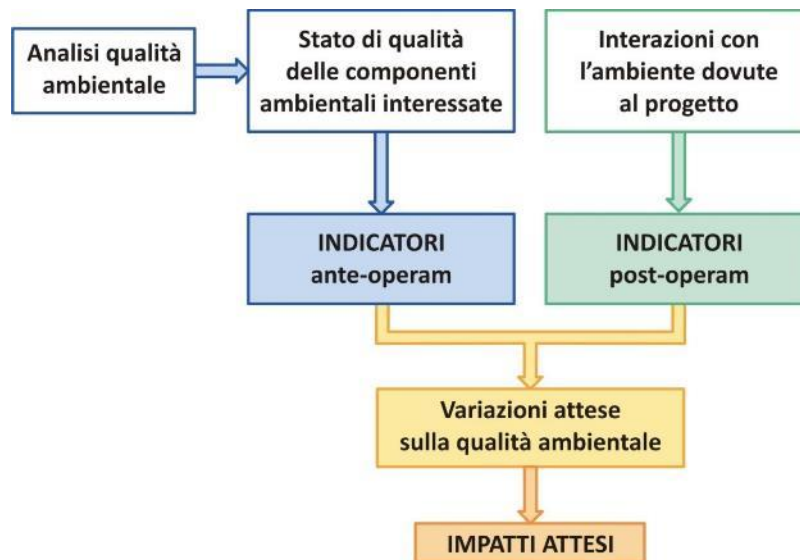 Analisi qualità
ambientale
Stato di qualità
delle componenti
ambientali interessate
Interazioni con
l’ambiente dovute
al progetto
INDICATORI
ante-operam
INDICATORI
post-operam
Variazioni attese
sulla qualità ambientale
IMPATTI ATTESI